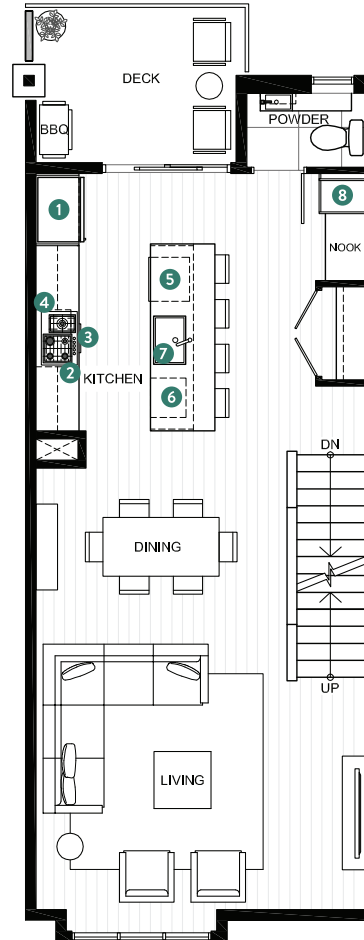 DECK
POWDER
BBQ
1
8
NOOK
5
4
3
7
2
KITCHEN
6
DN
DINING
UP
LIVING